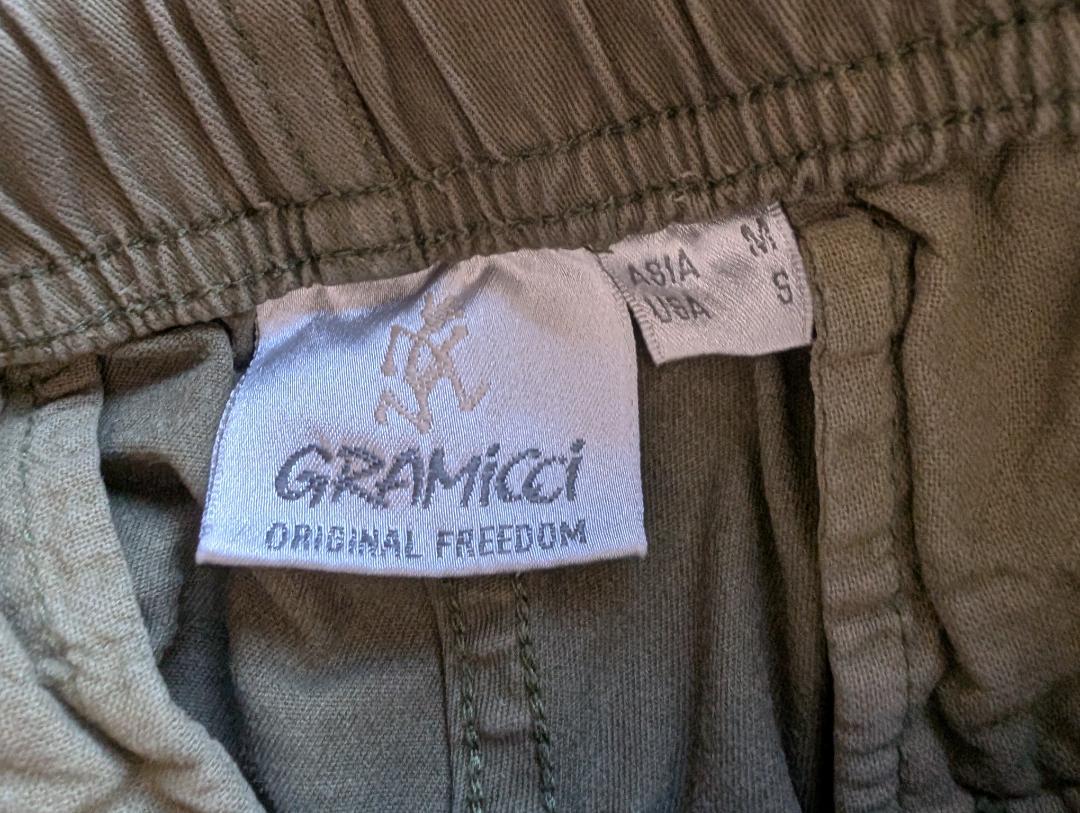 GRAMiCCi
ORIGINAL FREEDOM
ASIA M
USA S